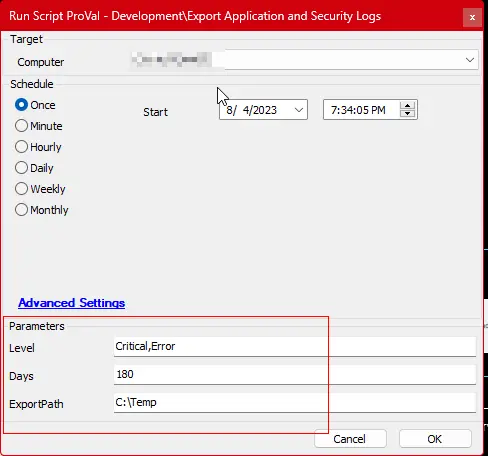 Run Script ProVal - Development\Export Application and Security Logs x
Target
Computer
Schedule
Once
Minute
Start 8/ 4/2023 7:34:05 PM
Hourly
Daily
Weekly
Monthly
Advanced Settings
Parameters
Level Critical,Error
Days 180
ExportPath C:\Temp
Cancel OK